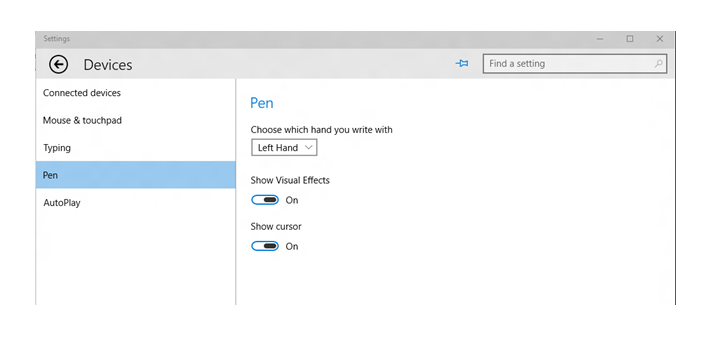 Settings
Devices
Find a setting
Connected devices
Mouse & touchpad
Typing
Pen
AutoPlay
Pen
Choose which hand you write with
Left Hand
Show Visual Effects
On
Show cursor
On